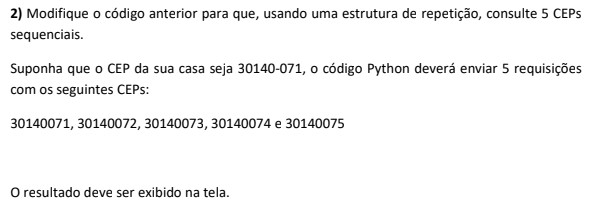 2) Modifique o código anterior para que, usando uma estrutura de repetição, consulte 5 CEPs
sequenciais.
Suponha que o CEP da sua casa seja 30140-071, o código Python deverá enviar 5 requisições
com os seguintes CEPs:
30140071, 30140072, 30140073, 30140074 e 30140075
O resultado deve ser exibido na tela.